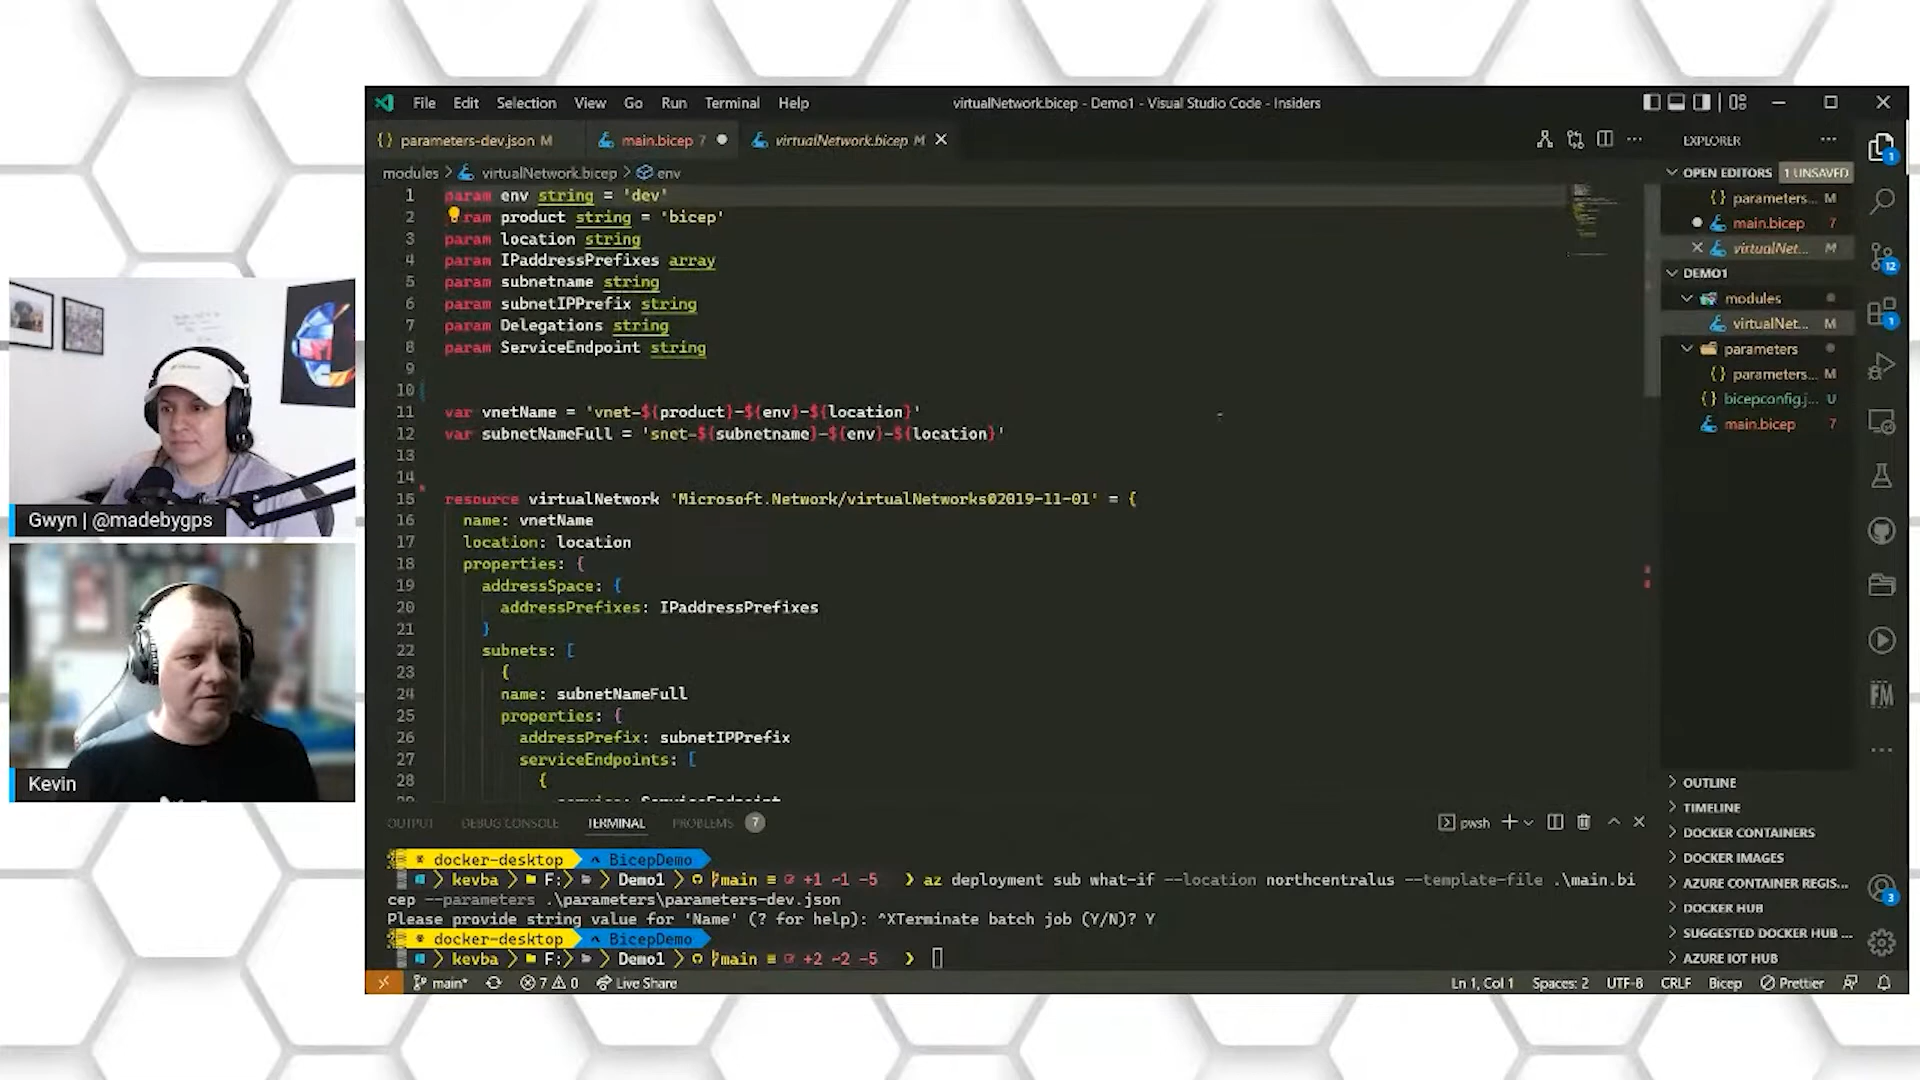 File Edit Selection View Go Run Terminal Help
virtualNetwork.bicep - Demo1 - Visual Studio Code - Insiders
{} parameters-dev.json M
main.bicep 7
virtualNetwork.bicep M
modules > virtualNetwork.bicep > env
1 param env string = 'dev'
2 ram product string = 'bicep'
3 param location string
4 param IPaddressPrefixes array
5 param subnetname string
6 param subnetIPPrefix string
7 param Delegations string
8 param ServiceEndpoint string
9
10
11 var vnetName = 'vnet-${product}-${env}-${location}'
12 var subnetNameFull = 'snet-${subnetname}-${env}-${location}'
13
14
15 resource virtualNetwork 'Microsoft.Network/virtualNetworks@2019-11-01' = {
16 name: vnetName
17 location: location
18 properties: {
19 addressSpace: {
20 addressPrefixes: IPaddressPrefixes
21 }
22 subnets: [
23 {
24 name: subnetNameFull
25 properties: {
26 addressPrefix: subnetIPPrefix
27 serviceEndpoints: [
28 {
EXPLORER
OPEN EDITORS 1 UNSAVED
{} parameters... M
main.bicep 7
virtualNet... M
DEMO1
modules
virtualNet... M
parameters
{} parameters... M
{} bicepconfig.j... U
main.bicep 7
OUTLINE
TIMELINE
DOCKER CONTAINERS
DOCKER IMAGES
AZURE CONTAINER REGIS...
DOCKER HUB
SUGGESTED DOCKER HUB ...
AZURE IOT HUB
1
12
1
FM
3
Gwyn | @madebygps
Kevin
OUTPUT DEBUG CONSOLE TERMINAL PROBLEMS 7
pwsh
docker-desktop BicepDemo
kevba F: Demo1 main ≡ +1 ~1 -5 > az deployment sub what-if --location northcentralus --template-file .\main.bi
cep --parameters .\parameters\parameters-dev.json
Please provide string value for 'Name' (? for help): ^XTerminate batch job (Y/N)? Y
docker-desktop BicepDemo
kevba F: Demo1 main ≡ +2 ~2 -5 >
main* 7 0 Live Share
Ln 1, Col 1 Spaces: 2 UTF-8 CRLF Bicep Prettier